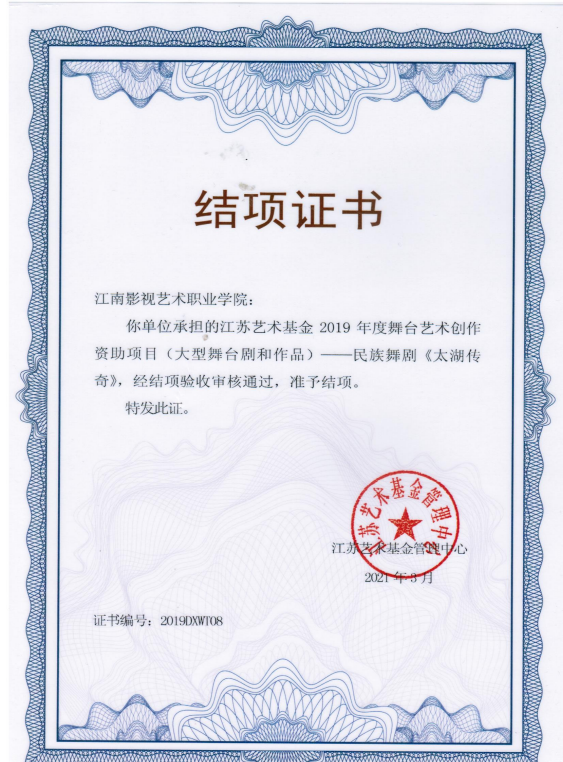 结项证书
江南影视艺术职业学院：
你单位承担的江苏艺术基金 2019 年度舞台艺术创作
资助项目（大型舞台剧和作品）——民族舞剧《太湖传
奇》，经结项验收审核通过，准予结项。
特发此证。
江苏艺术基金管理中心
江苏艺术基金管理中心
2021 年 3 月
证书编号：2019DXWT08